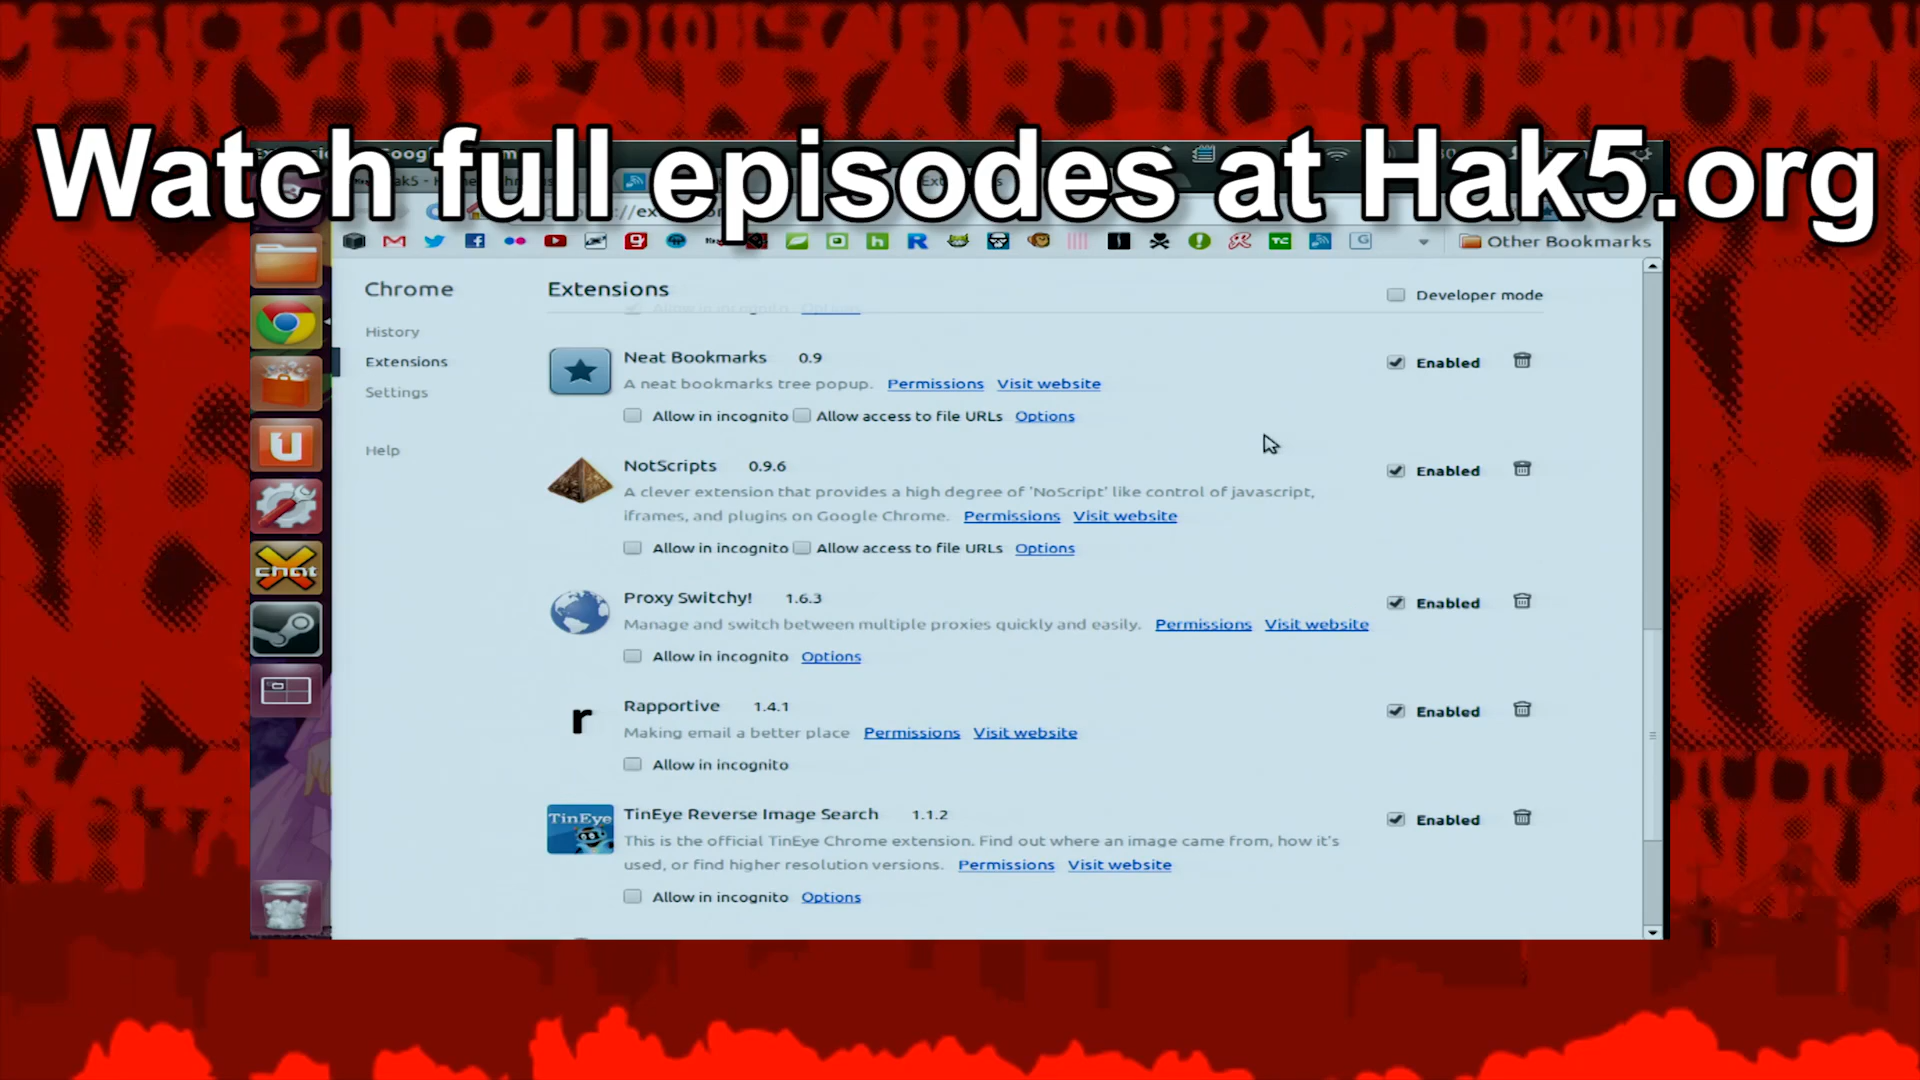 Watch full episodes at Hak5.org
Other Bookmarks
Chrome
Extensions
Developer mode
Allow in incognito Options
History
Extensions
Settings
Help
Neat Bookmarks 0.9
Enabled
A neat bookmarks tree popup. Permissions Visit website
Allow in incognito Allow access to file URLs Options
NotScripts 0.9.6
Enabled
A clever extension that provides a high degree of 'NoScript' like control of javascript,
iframes, and plugins on Google Chrome. Permissions Visit website
Allow in incognito Allow access to file URLs Options
Proxy Switchy! 1.6.3
Enabled
Manage and switch between multiple proxies quickly and easily. Permissions Visit website
Allow in incognito Options
r
Rapportive 1.4.1
Enabled
Making email a better place Permissions Visit website
Allow in incognito
TinEye
TinEye Reverse Image Search 1.1.2
Enabled
This is the official TinEye Chrome extension. Find out where an image came from, how it's
used, or find higher resolution versions. Permissions Visit website
Allow in incognito Options
chat